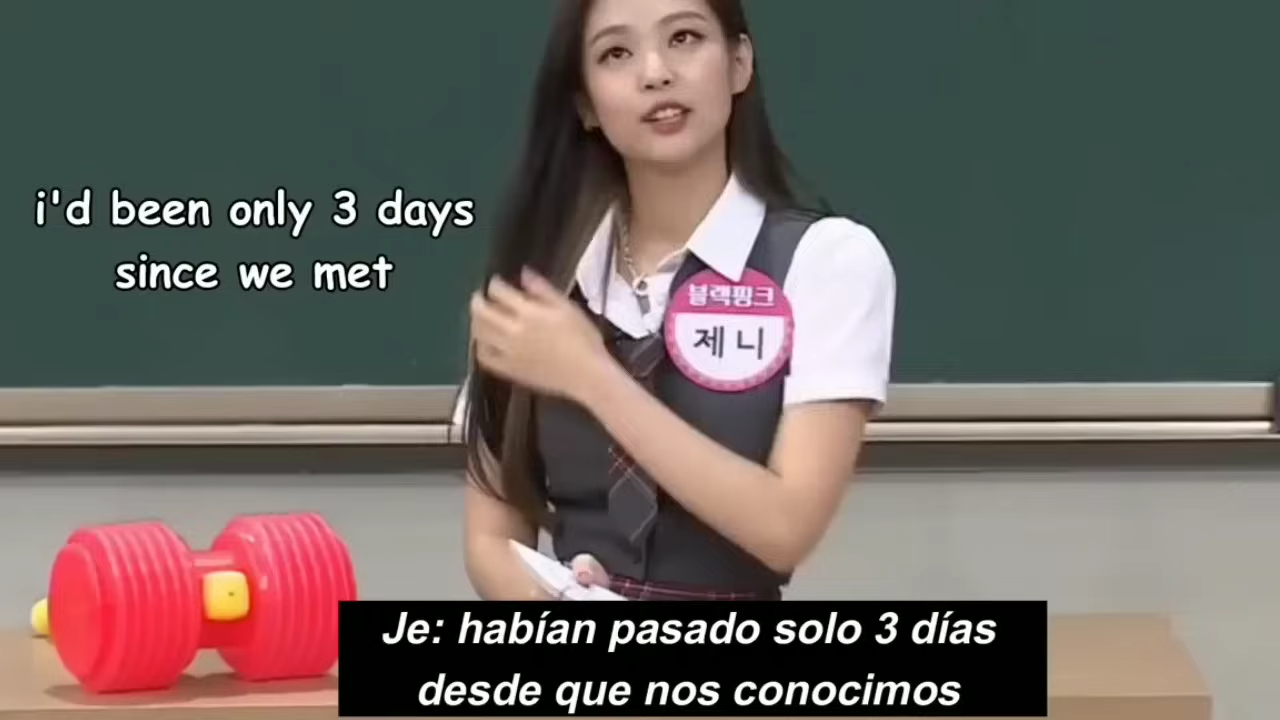 i'd been only 3 days
since we met
블랙핑크
제니
Je: habían pasado solo 3 días
desde que nos conocimos